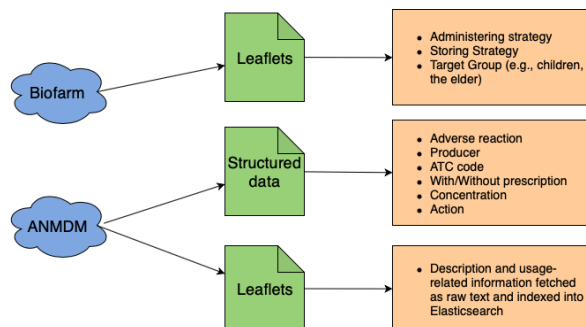 Biofarm
Leaflets
• Administering strategy
• Storing Strategy
• Target Group (e.g., children,
the elder)
ANMDM
Structured
data
• Adverse reaction
• Producer
• ATC code
• With/Without prescription
• Concentration
• Action
Leaflets
• Description and usage-
related information fetched
as raw text and indexed into
Elasticsearch